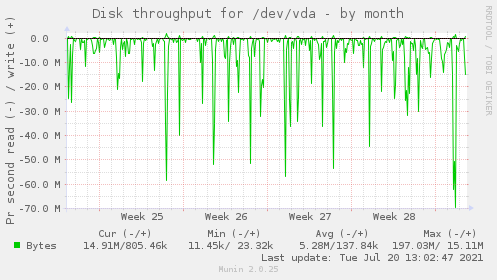 Disk throughput for /dev/vda - by month
RRDTOOL / TOBI OETIKER
Pr second read (-) / write (+)
0.0
-10.0 M
-20.0 M
-30.0 M
-40.0 M
-50.0 M
-60.0 M
-70.0 M
Week 25
Week 26
Week 27
Week 28
Cur (-/+)
Min (-/+)
Avg (-/+)
Max (-/+)
Bytes
14.91M/805.46k
11.45k/ 23.32k
5.28M/137.84k
197.03M/ 15.11M
Last update: Tue Jul 20 13:02:47 2021
Munin 2.0.25